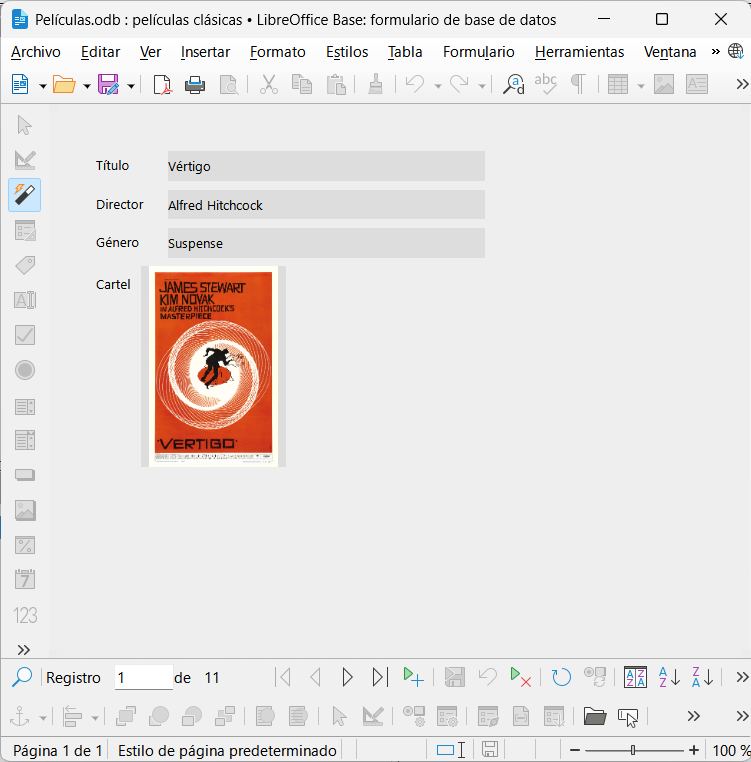 Películas.odb : películas clásicas • LibreOffice Base: formulario de base de datos
Archivo Editar Ver Insertar Formato Estilos Tabla Formulario Herramientas Ventana »
abc
Título Vértigo
Director Alfred Hitchcock
Género Suspense
Cartel
JAMES STEWART
KIM NOVAK
IN ALFRED HITCHCOCK'S
MASTERPIECE
'VERTIGO'
123
Registro 1 de 11
Página 1 de 1 Estilo de página predeterminado 100 %